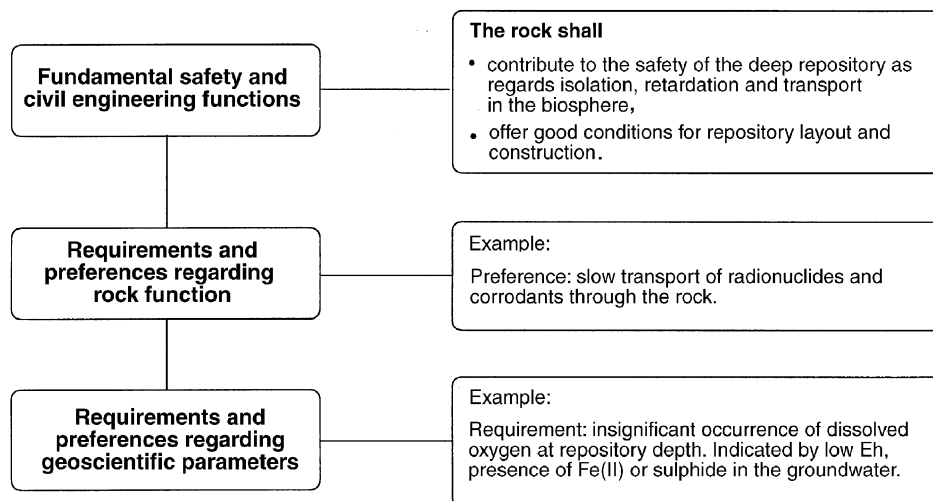 Fundamental safety and
civil engineering functions
The rock shall
• contribute to the safety of the deep repository as
regards isolation, retardation and transport
in the biosphere,
• offer good conditions for repository layout and
construction.
Requirements and
preferences regarding
rock function
Example:
Preference: slow transport of radionuclides and
corrodants through the rock.
Requirements and
preferences regarding
geoscientific parameters
Example:
Requirement: insignificant occurrence of dissolved
oxygen at repository depth. Indicated by low Eh,
presence of Fe(II) or sulphide in the groundwater.